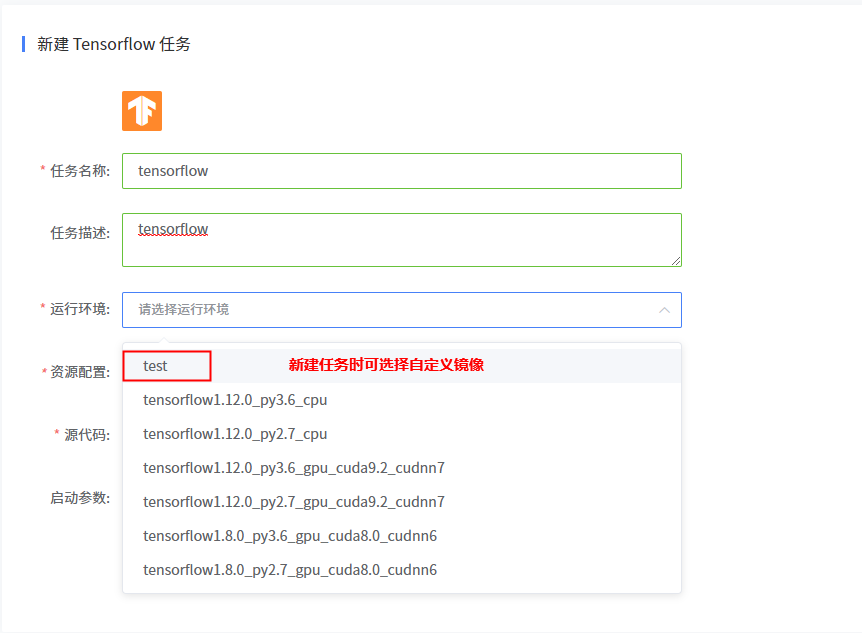 新建 Tensorflow 任务
* 任务名称: tensorflow
任务描述: tensorflow
* 运行环境: 请选择运行环境
* 资源配置: test 新建任务时可选择自定义镜像
tensorflow1.12.0_py3.6_cpu
* 源代码: tensorflow1.12.0_py2.7_cpu
tensorflow1.12.0_py3.6_gpu_cuda9.2_cudnn7
启动参数: tensorflow1.12.0_py2.7_gpu_cuda9.2_cudnn7
tensorflow1.8.0_py3.6_gpu_cuda8.0_cudnn6
tensorflow1.8.0_py2.7_gpu_cuda8.0_cudnn6